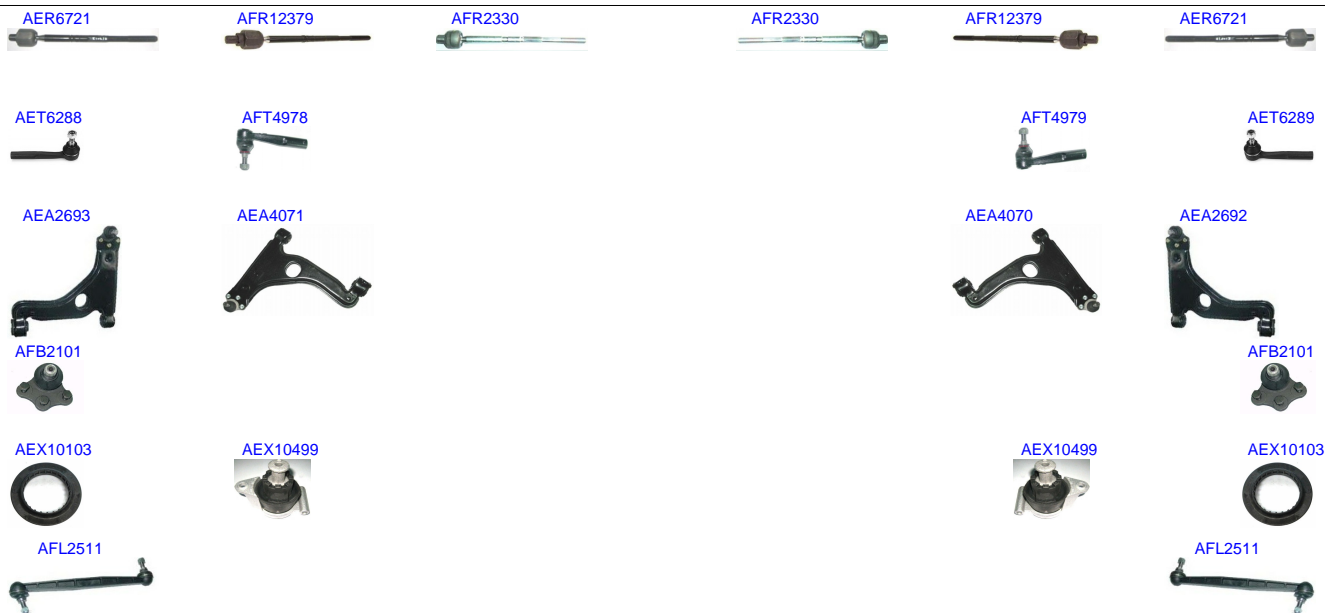 AER6721 AFR12379 AFR2330 AFR2330 AFR12379 AER6721
AET6288 AFT4978 AFT4979 AET6289
AEA2693 AEA4071 AEA4070 AEA2692
AFB2101 AFB2101
AEX10103 AEX10499 AEX10499 AEX10103
AFL2511 AFL2511